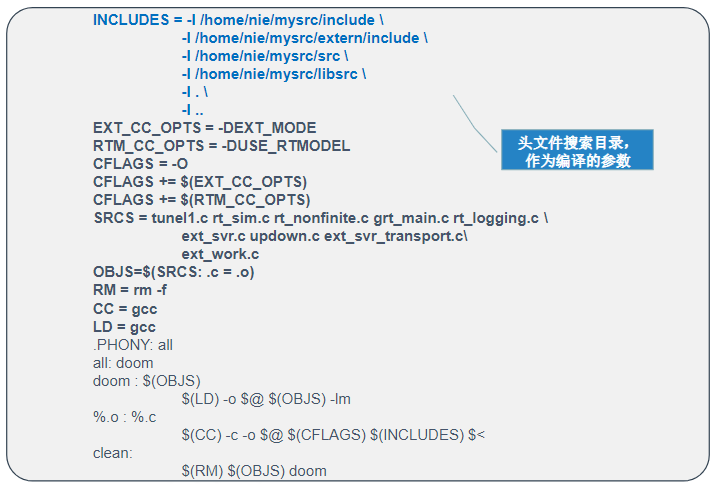 INCLUDES = -I /home/nie/mysrc/include \
-I /home/nie/mysrc/extern/include \
-I /home/nie/mysrc/src \
-I /home/nie/mysrc/libsrc \
-I . \
-I ..
EXT_CC_OPTS = -DEXT_MODE
RTM_CC_OPTS = -DUSE_RTMODEL
CFLAGS = -O
CFLAGS += $(EXT_CC_OPTS)
CFLAGS += $(RTM_CC_OPTS)
SRCS = tunel1.c rt_sim.c rt_nonfinite.c grt_main.c rt_logging.c \
ext_svr.c updown.c ext_svr_transport.c\
ext_work.c
OBJS=$(SRCS: .c = .o)
RM = rm -f
CC = gcc
LD = gcc
.PHONY: all
all: doom
doom : $(OBJS)
$(LD) -o $@ $(OBJS) -lm
%.o : %.c
$(CC) -c -o $@ $(CFLAGS) $(INCLUDES) $<
clean:
$(RM) $(OBJS) doom
头文件搜索目录，
作为编译的参数